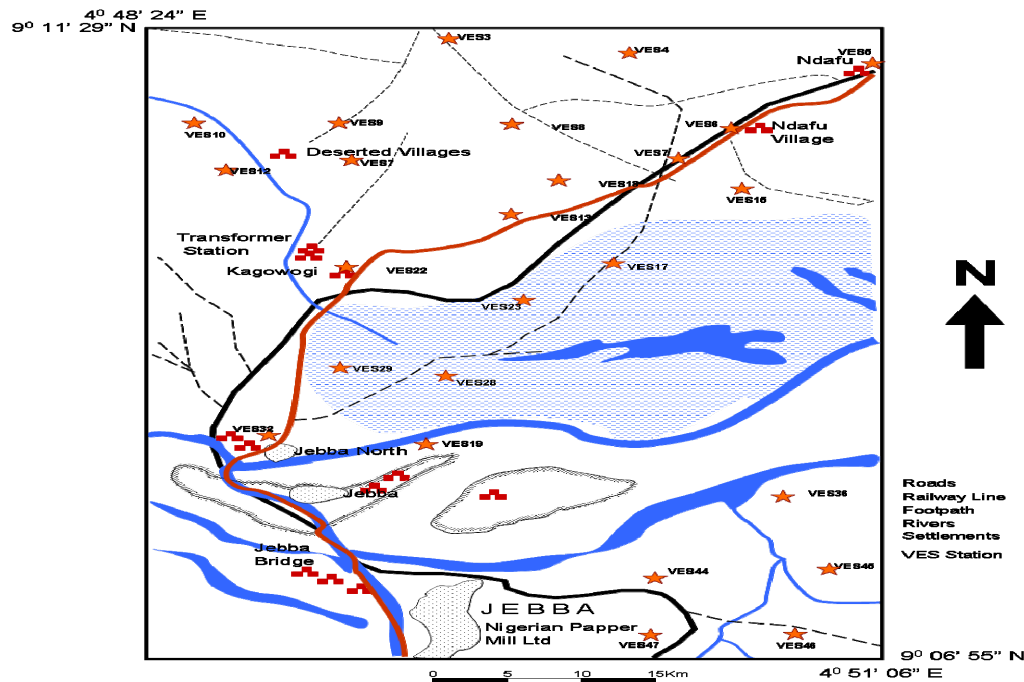 4⁰ 48' 24" E
9⁰ 11' 29" N
VES3
VES4
VES5
Ndafu
VES10
VES9
VES8
VES6
Ndafu
Village
Deserted Villages
VES7
VES7
VES12
VES18
VES16
VES13
Transformer
Station
Kagowogi
VES22
VES17
VES23
N
VES29
VES28
VES32
VES19
Jebba North
Jebba
VES36
Roads
Railway Line
Footpath
Rivers
Settlements
VES Station
Jebba
Bridge
VES44
VES45
JEBBA
Nigerian Papper
Mill Ltd
VES47
VES46
9⁰ 06' 55" N
4⁰ 51' 06" E
0 5 10 15Km